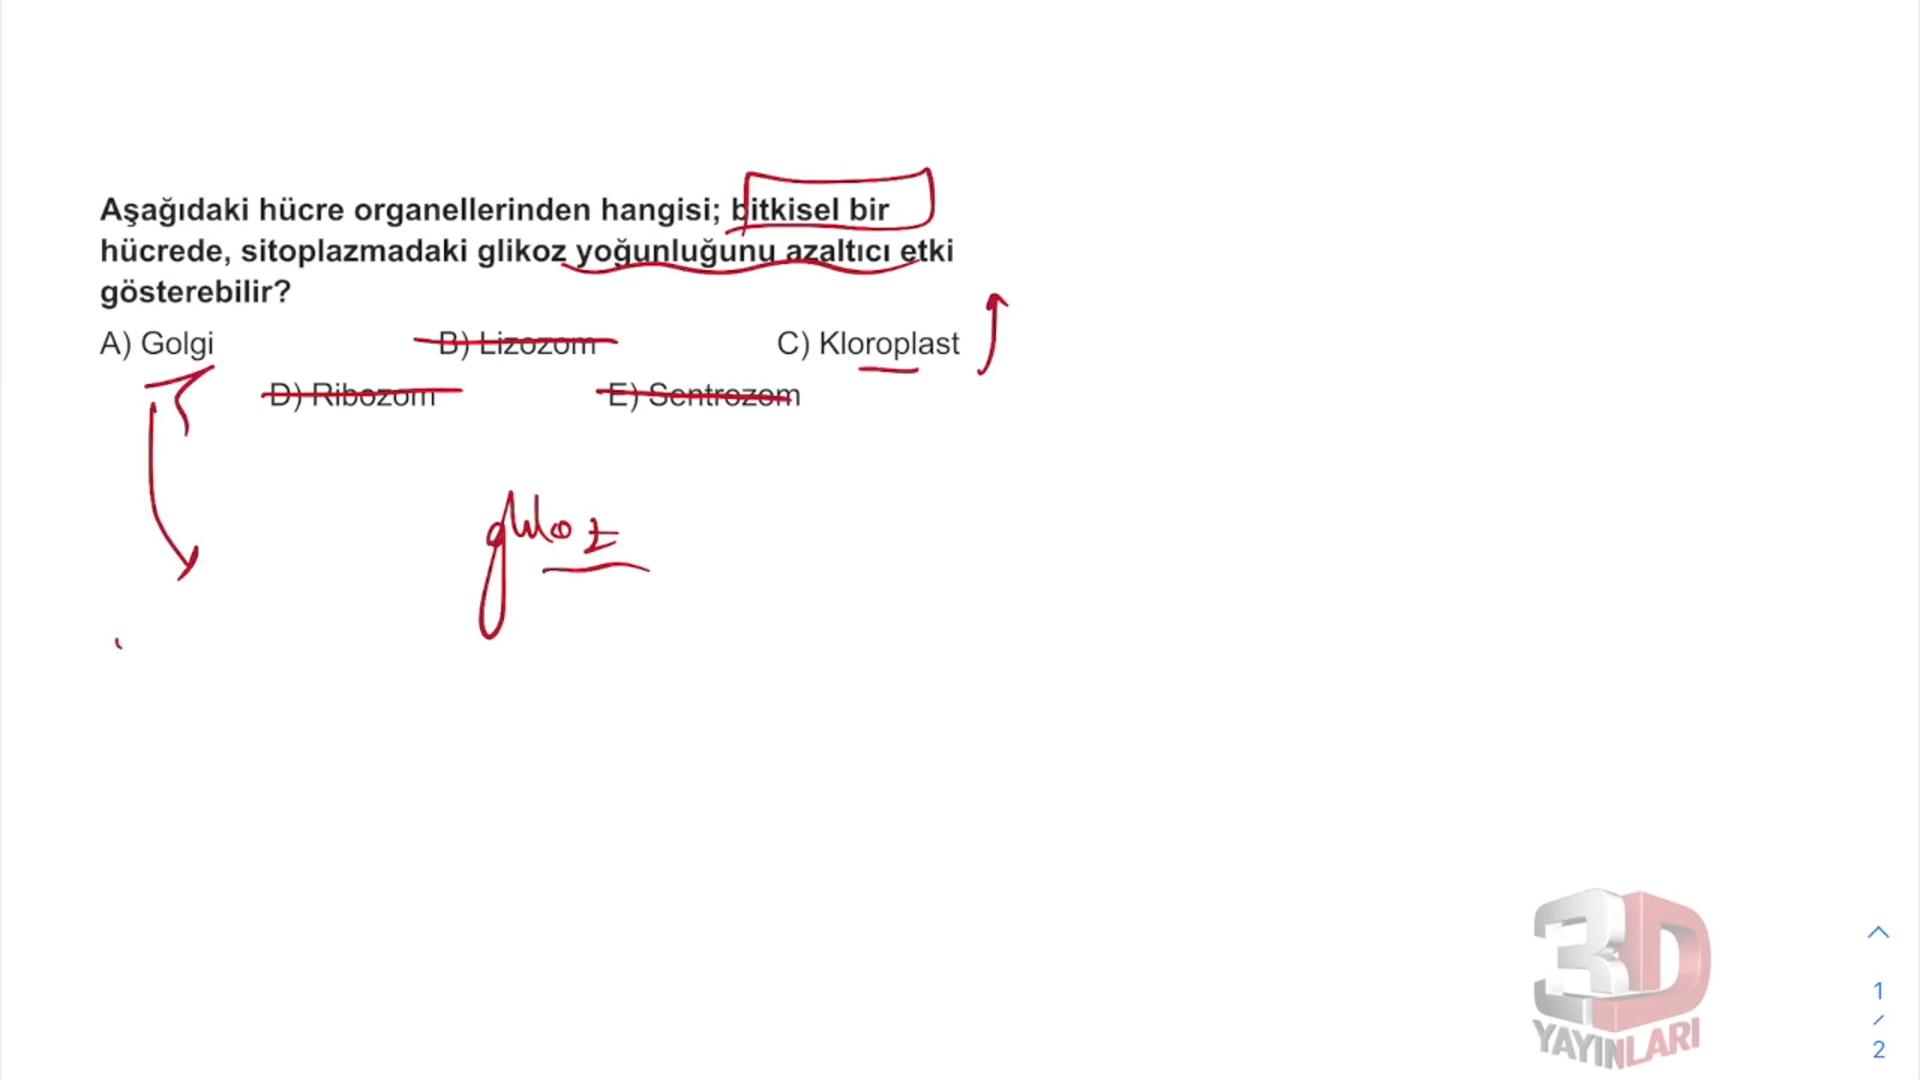 Aşağıdaki hücre organellerinden hangisi; bitkisel bir
hücrede, sitoplazmadaki glikoz yoğunluğunu azaltıcı etki
gösterebilir?
A) Golgi B) Lizozom C) Kloroplast
D) Ribozom E) Sentrozom
glikoz
3D
YAYINLARI
1
/
2